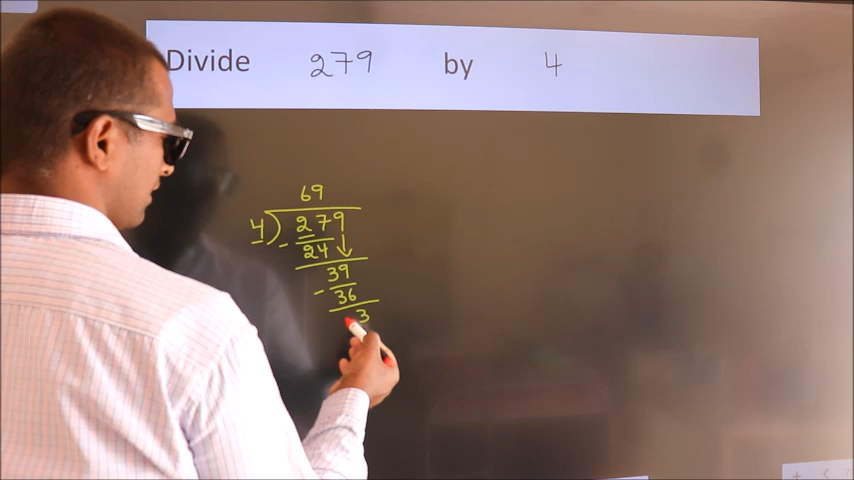 Divide 279 by 4
69
4) 279
- 24 ↓
39
- 36
3